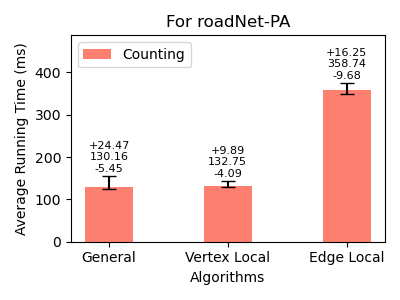 For roadNet-PA
Average Running Time (ms)
400
300
200
100
0
Counting
+24.47
130.16
-5.45
+9.89
132.75
-4.09
+16.25
358.74
-9.68
General
Vertex Local
Edge Local
Algorithms